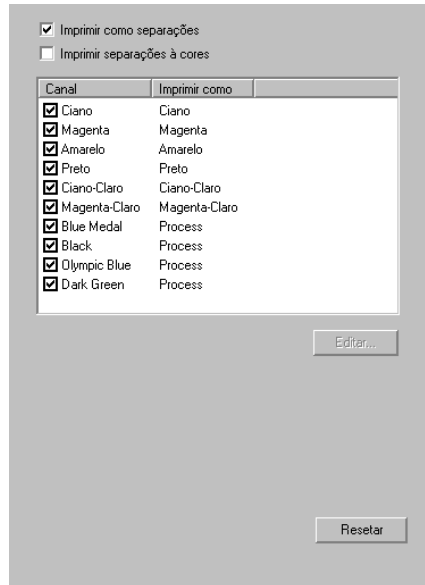 Imprimir como separações
Imprimir separações à cores
Canal Imprimir como
Ciano Ciano
Magenta Magenta
Amarelo Amarelo
Preto Preto
Ciano-Claro Ciano-Claro
Magenta-Claro Magenta-Claro
Blue Medal Process
Black Process
Olympic Blue Process
Dark Green Process
Editar...
Resetar